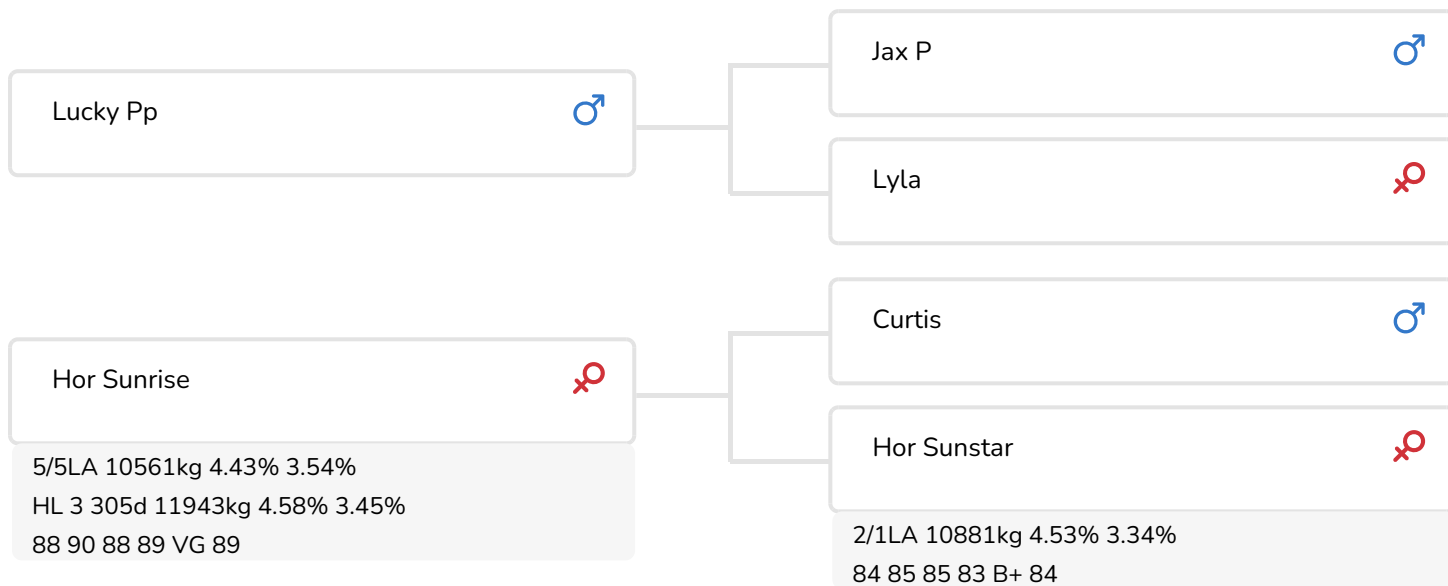 Jax P
Lucky Pp
Lyla
Curtis
Hor Sunrise
Hor Sunstar
5/5LA 10561kg 4.43% 3.54%
HL 3 305d 11943kg 4.58% 3.45%
88 90 88 89 VG 89
2/1LA 10881kg 4.53% 3.34%
84 85 85 83 B+ 84